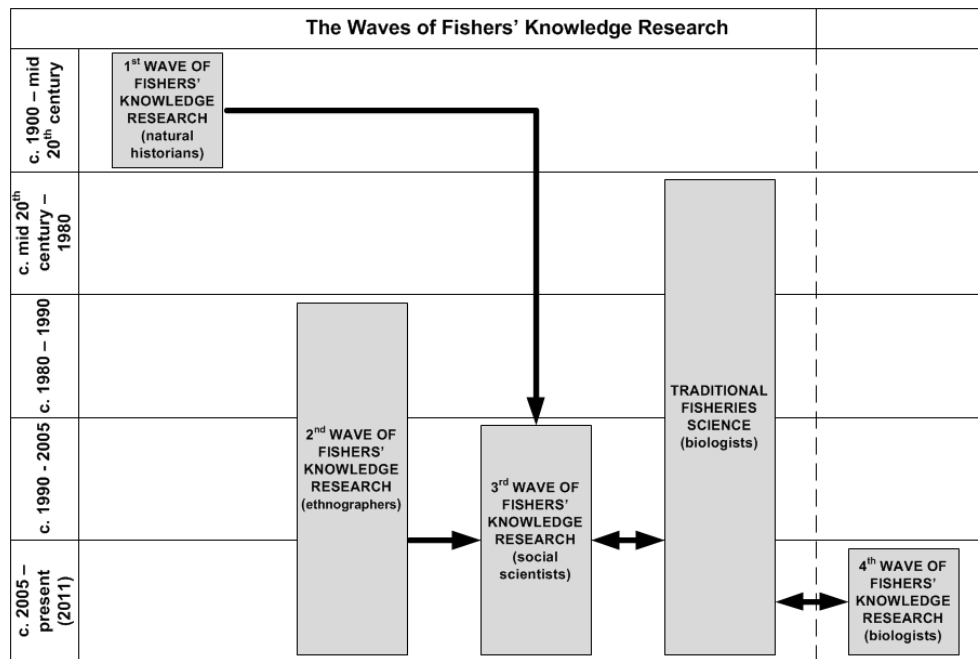 The Waves of Fishers’ Knowledge Research
c. 1900 – mid
20th century
1st WAVE OF
FISHERS’
KNOWLEDGE
RESEARCH
(natural
historians)
c. mid 20th
century –
1980
c. 1980 – 1990
c. 1990 - 2005
c. 2005 –
present
(2011)
2nd WAVE OF
FISHERS’
KNOWLEDGE
RESEARCH
(ethnographers)
3rd WAVE OF
FISHERS’
KNOWLEDGE
RESEARCH
(social
scientists)
TRADITIONAL
FISHERIES
SCIENCE
(biologists)
4th WAVE OF
FISHERS’
KNOWLEDGE
RESEARCH
(biologists)